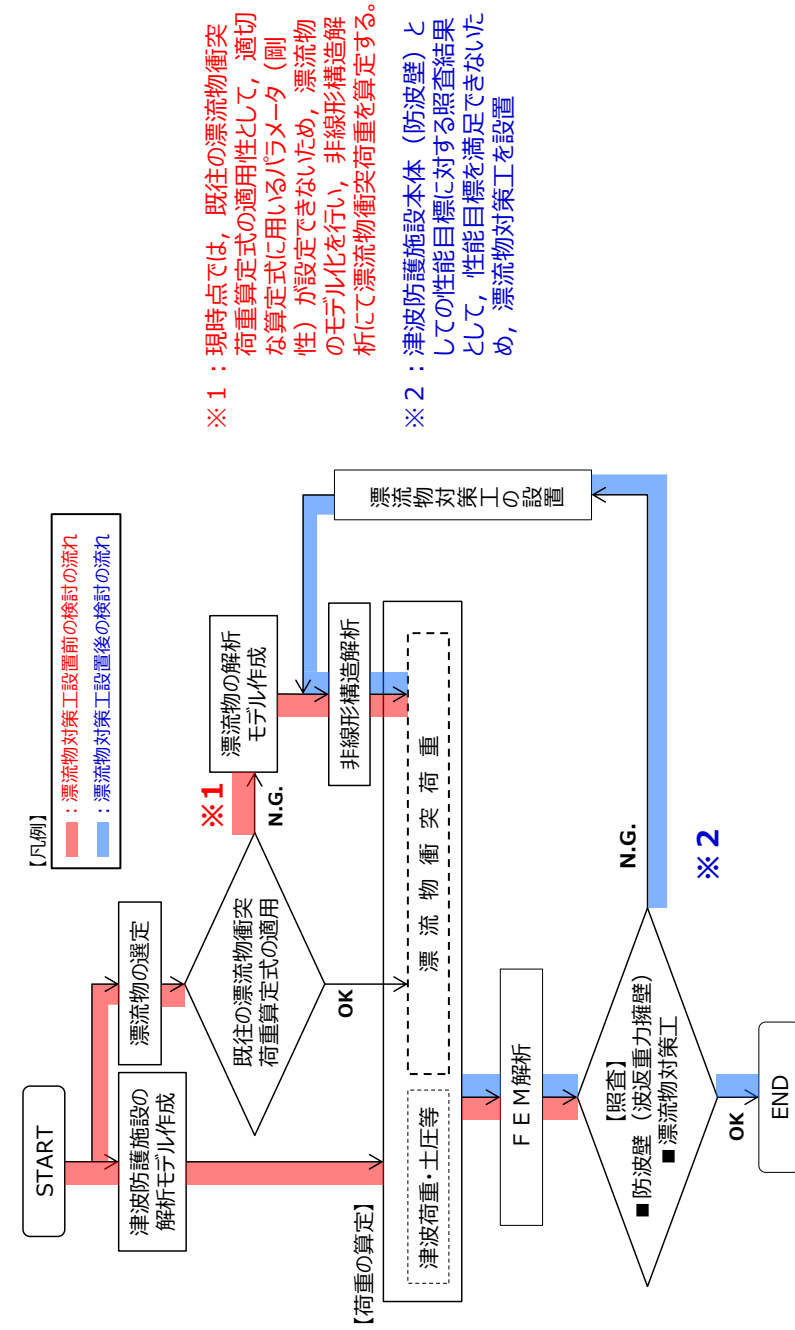 START
津波防護施設の
解析モデル作成
漂流物の選定
既往の漂流物衝突
荷重算定式の適用
※1
N.G.
OK
漂流物の解析
モデル作成
非線形構造解析
【荷重の算定】
津波荷重・土圧等
漂流物衝突荷重
ＦＥＭ解析
【照査】
■ 防波壁（波返重力擁壁）
■ 漂流物対策工
N.G.
※２
OK
END
漂流物対策工の設置
【凡例】
：漂流物対策工設置前の検討の流れ
：漂流物対策工設置後の検討の流れ
※１：現時点では，既往の漂流物衝突
荷重算定式の適用性として，適切
な算定式に用いるパラメータ（剛
性）が設定できないため，漂流物
のモデル化を行い，非線形構造解
析にて漂流物衝突荷重を算定する。
※２：津波防護施設本体（防波壁）と
しての性能目標に対する照査結果
として，性能目標を満足できないた
め，漂流物対策工を設置